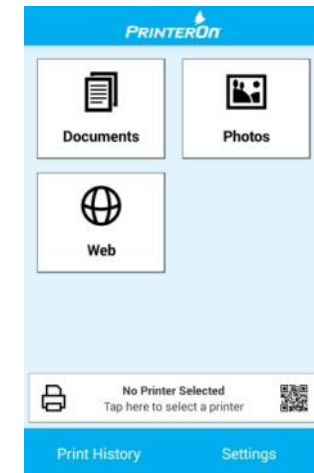 PRINTERON
Documents
Photos
Web
No Printer Selected
Tap here to select a printer
Print History
Settings